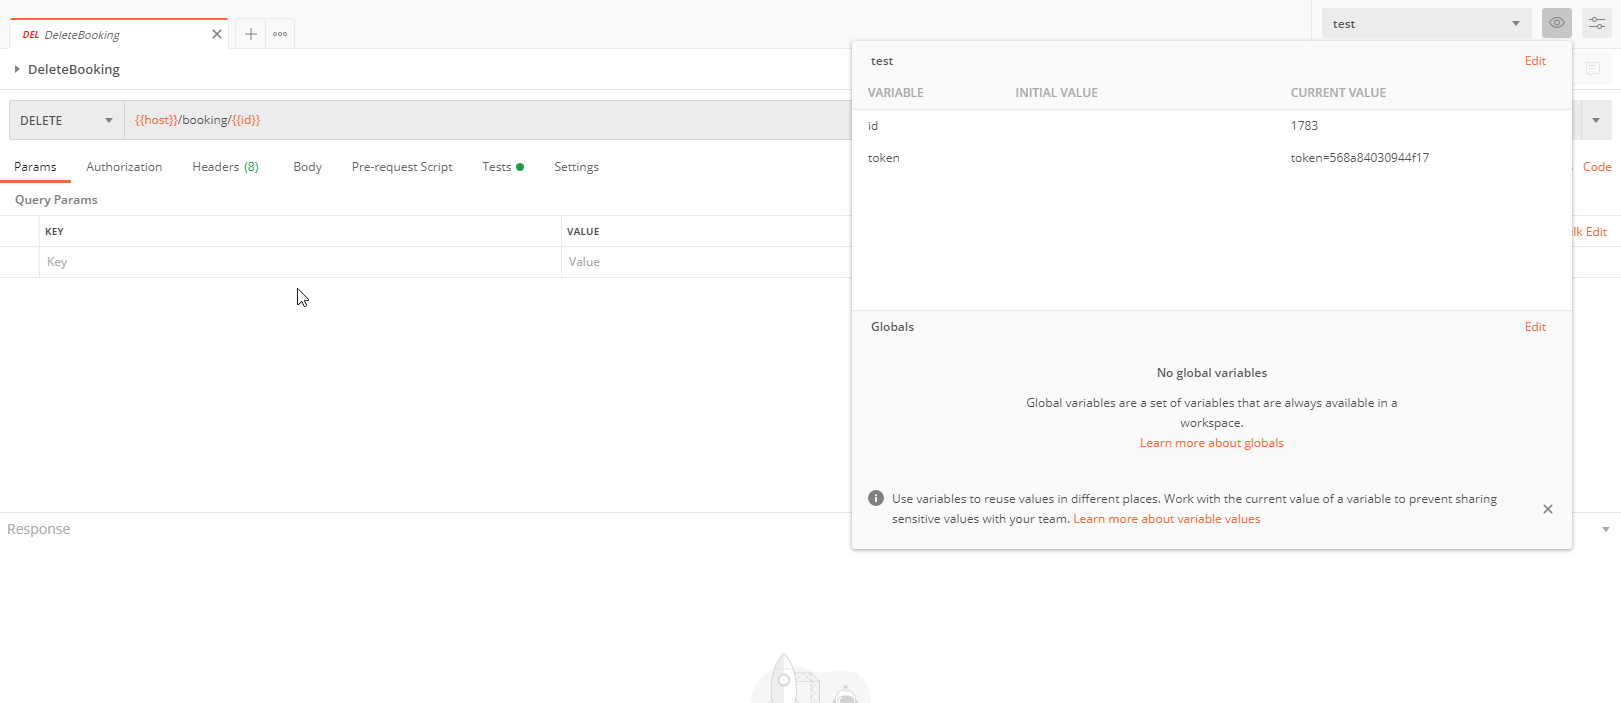 DEL DeleteBooking
test
DeleteBooking
DELETE {{host}}/booking/{{id}}
Params Authorization Headers (8) Body Pre-request Script Tests Settings Code
Query Params
KEY VALUE Edit
Key Value
test Edit
VARIABLE INITIAL VALUE CURRENT VALUE
id 1783
token token=568a84030944f17
Globals Edit
No global variables
Global variables are a set of variables that are always available in a
workspace.
Learn more about globals
Use variables to reuse values in different places. Work with the current value of a variable to prevent sharing
sensitive values with your team. Learn more about variable values
Response